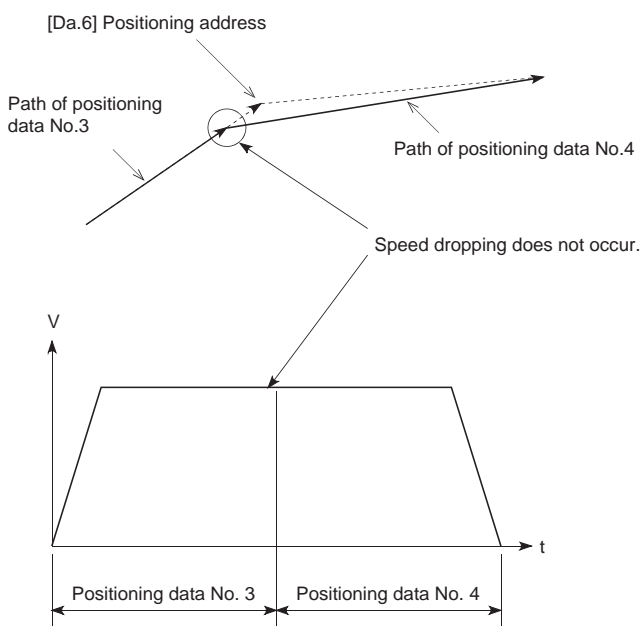 [Da.6] Positioning address
Path of positioning
data No.3
Path of positioning data No.4
Speed dropping does not occur.
V
t
Positioning data No. 3
Positioning data No. 4